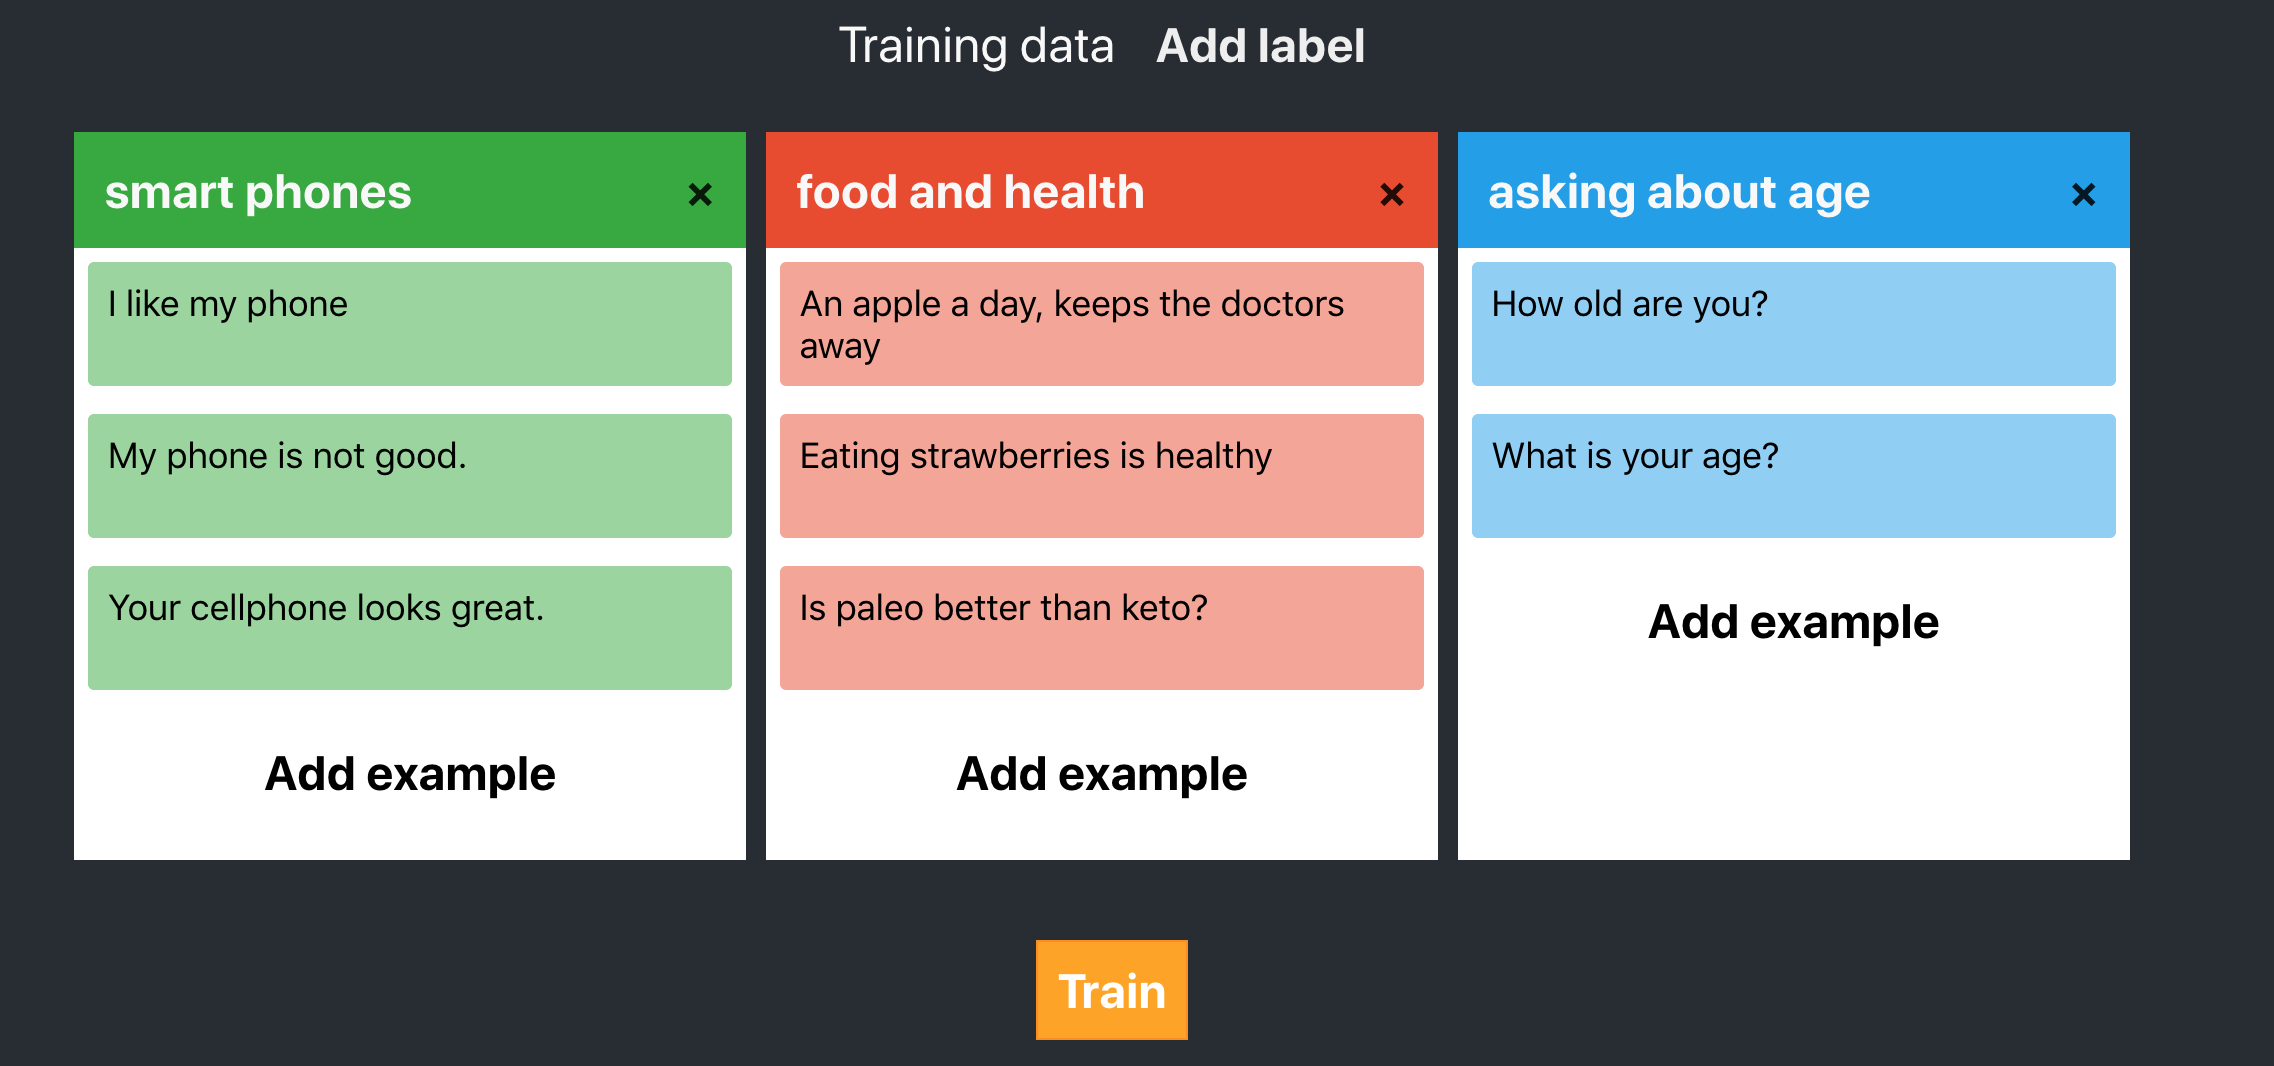 Training data Add label
smart phones ×
I like my phone
My phone is not good.
Your cellphone looks great.
Add example
food and health ×
An apple a day, keeps the doctors
away
Eating strawberries is healthy
Is paleo better than keto?
Add example
asking about age ×
How old are you?
What is your age?
Add example
Train